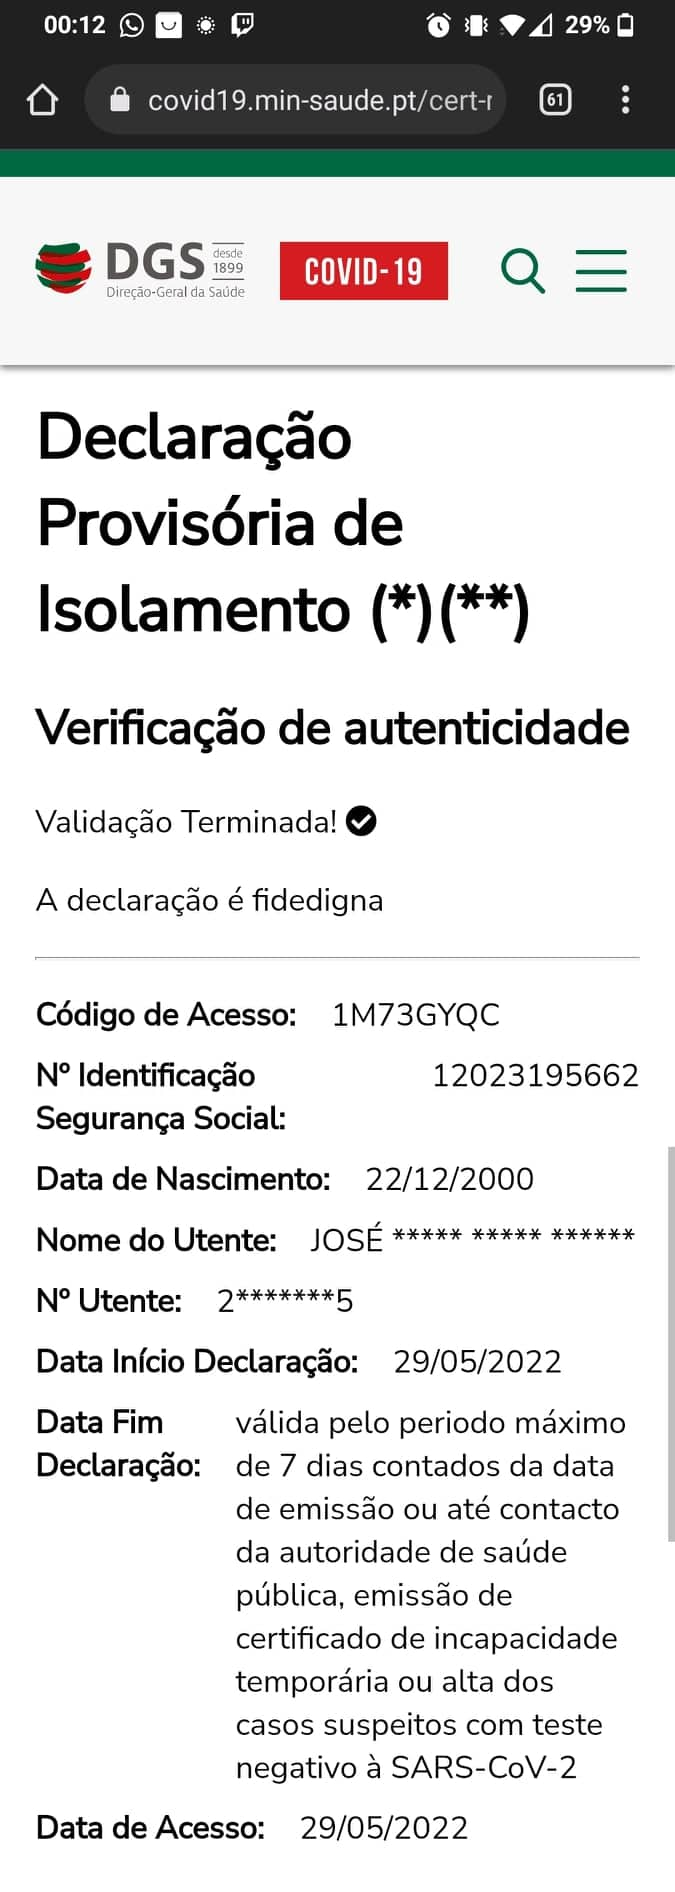 00:12
29%
covid19.min-saude.pt/cert-r
61
DGS desde 1899
Direção-Geral da Saúde
COVID-19
Declaração
Provisória de
Isolamento (*)(**)
Verificação de autenticidade
Validação Terminada!
A declaração é fidedigna
Código de Acesso: 1M73GYQC
Nº Identificação 12023195662
Segurança Social:
Data de Nascimento: 22/12/2000
Nome do Utente: JOSÉ ***** ***** ******
Nº Utente: 2*******5
Data Início Declaração: 29/05/2022
Data Fim válida pelo periodo máximo
Declaração: de 7 dias contados da data
de emissão ou até contacto
da autoridade de saúde
pública, emissão de
certificado de incapacidade
temporária ou alta dos
casos suspeitos com teste
negativo à SARS-CoV-2
Data de Acesso: 29/05/2022